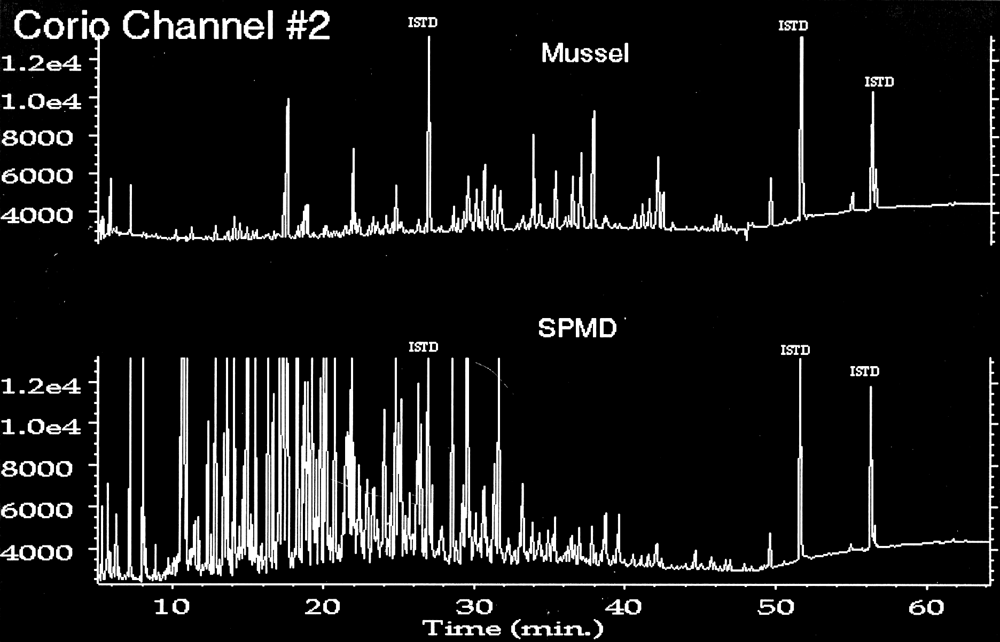 Corio Channel #2
ISTD
ISTD
Mussel
ISTD
1.2e4
1.0e4
8000
6000
4000
SPMD
ISTD
ISTD
ISTD
1.2e4
1.0e4
8000
6000
4000
10 20 30 40 50 60
Time (min.)